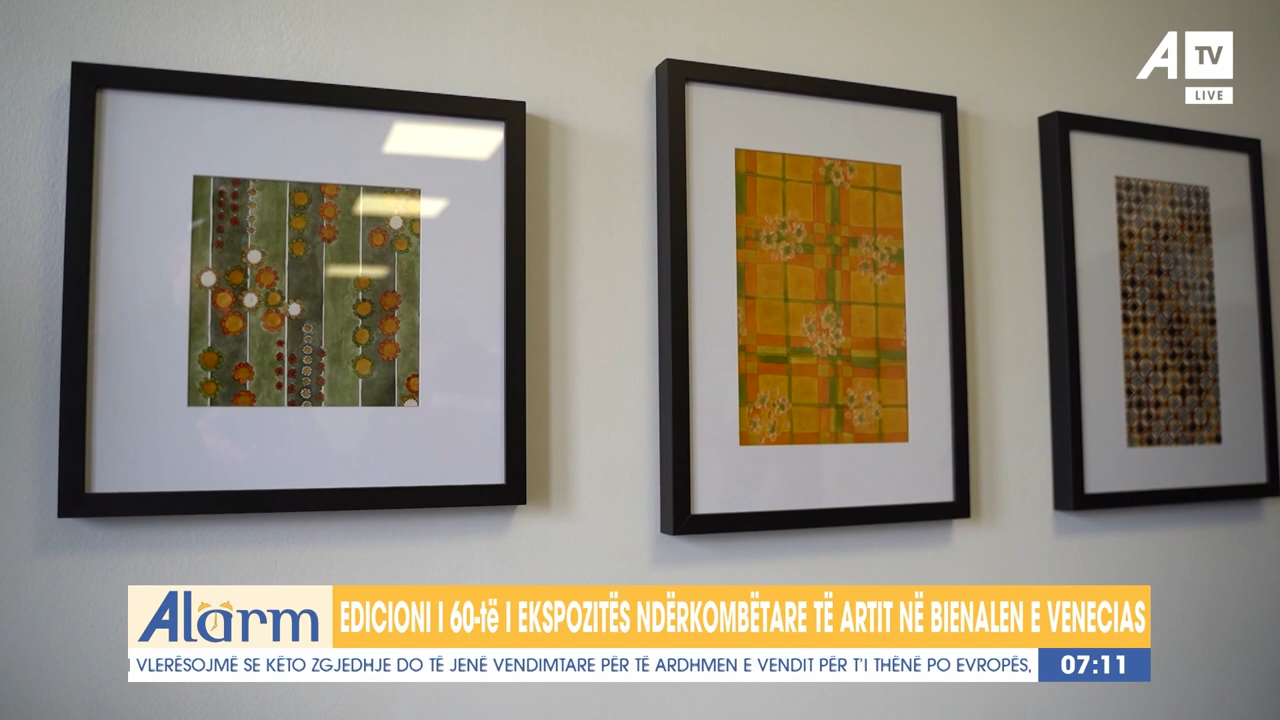 A TV
LIVE
Alarm
EDICIONI I 60-të I EKSPOZITËS NDËRKOMBËTARE TË ARTIT NË BIENALEN E VENECIAS
VLERËSOJMË SE KËTO ZGJEDHJE DO TË JENË VENDIMTARE PËR TË ARDHMEN E VENDIT PËR T'I THËNË PO EVROPËS,
07:11